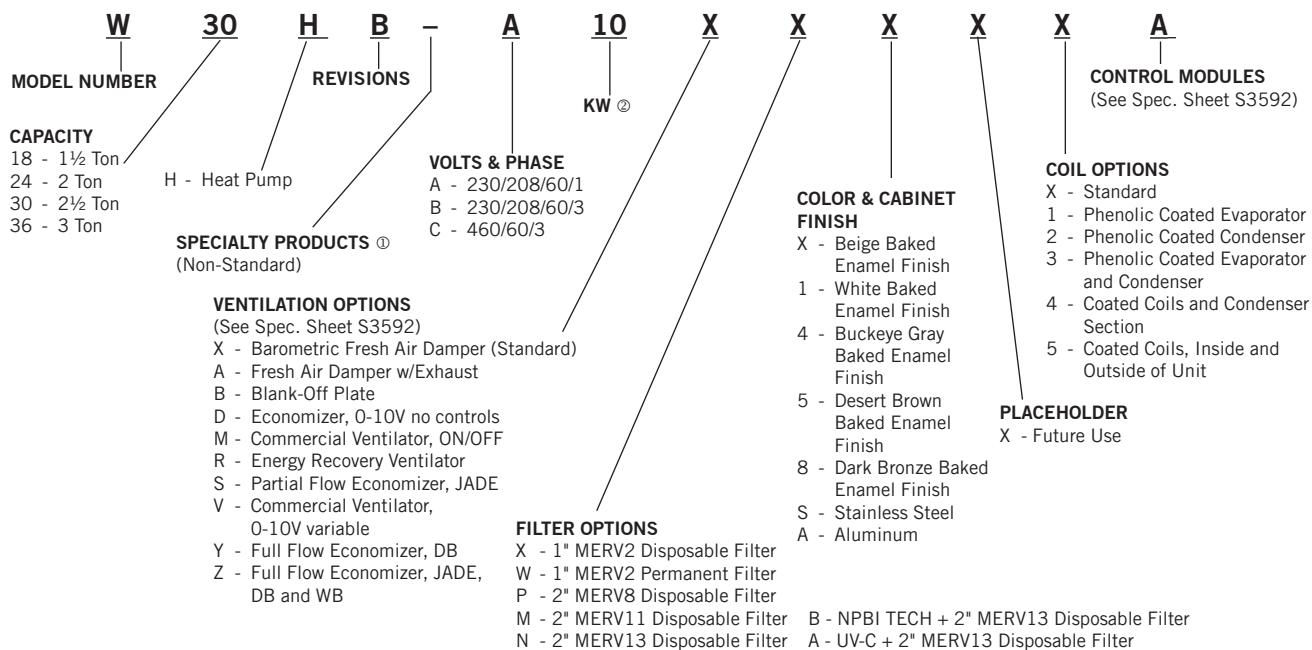 W 30 H B – A 10 X X X X X A
MODEL NUMBER
CAPACITY
18 - 1½ Ton
24 - 2 Ton
30 - 2½ Ton
36 - 3 Ton
H - Heat Pump
REVISIONS
SPECIALTY PRODUCTS ①
(Non-Standard)
VOLTS & PHASE
A - 230/208/60/1
B - 230/208/60/3
C - 460/60/3
KW ②
VENTILATION OPTIONS
(See Spec. Sheet S3592)
X - Barometric Fresh Air Damper (Standard)
A - Fresh Air Damper w/Exhaust
B - Blank-Off Plate
D - Economizer, 0-10V no controls
M - Commercial Ventilator, ON/OFF
R - Energy Recovery Ventilator
S - Partial Flow Economizer, JADE
V - Commercial Ventilator,
0-10V variable
Y - Full Flow Economizer, DB
Z - Full Flow Economizer, JADE,
DB and WB
FILTER OPTIONS
X - 1" MERV2 Disposable Filter
W - 1" MERV2 Permanent Filter
P - 2" MERV8 Disposable Filter
M - 2" MERV11 Disposable Filter
N - 2" MERV13 Disposable Filter
B - NPBI TECH + 2" MERV13 Disposable Filter
A - UV-C + 2" MERV13 Disposable Filter
COLOR & CABINET
FINISH
X - Beige Baked
Enamel Finish
1 - White Baked
Enamel Finish
4 - Buckeye Gray
Baked Enamel
Finish
5 - Desert Brown
Baked Enamel
Finish
8 - Dark Bronze Baked
Enamel Finish
S - Stainless Steel
A - Aluminum
PLACEHOLDER
X - Future Use
COIL OPTIONS
X - Standard
1 - Phenolic Coated Evaporator
2 - Phenolic Coated Condenser
3 - Phenolic Coated Evaporator
and Condenser
4 - Coated Coils and Condenser
Section
5 - Coated Coils, Inside and
Outside of Unit
CONTROL MODULES
(See Spec. Sheet S3592)